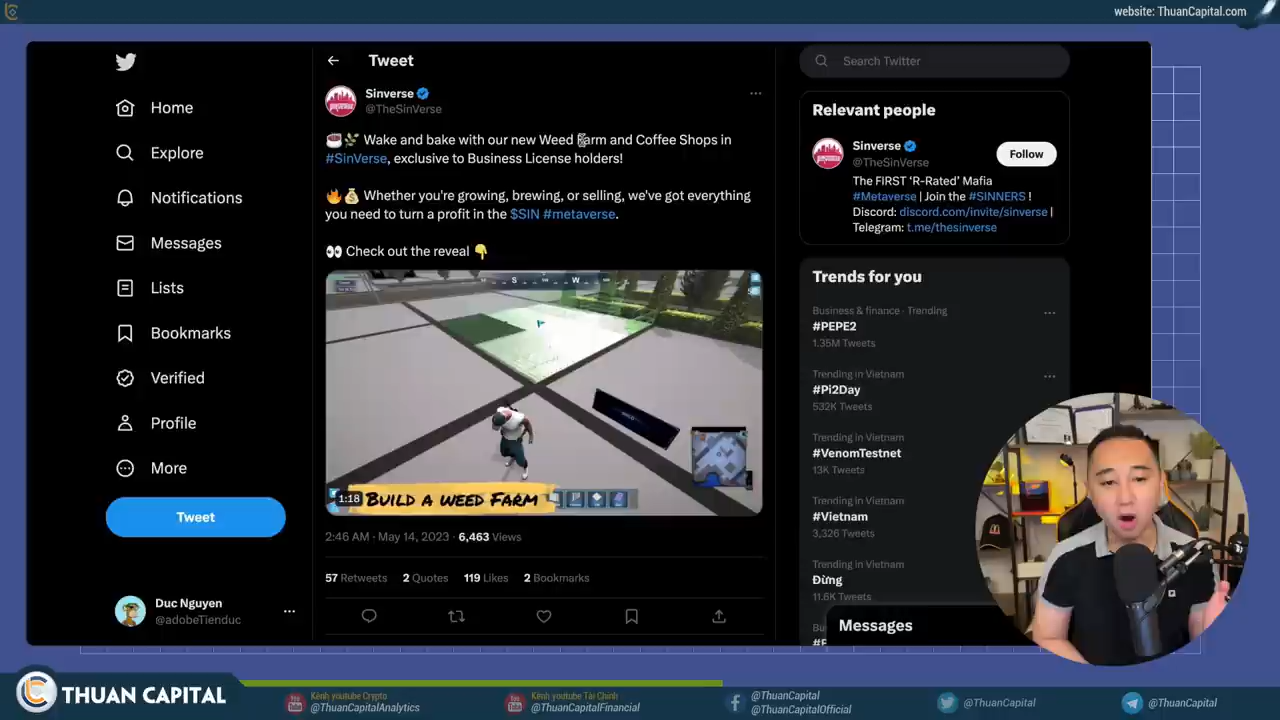 website: ThuanCapital.com
Home
Explore
Notifications
Messages
Lists
Bookmarks
Verified
Profile
More
Tweet
Duc Nguyen
@adobeTienduc
Tweet
Sinverse
@TheSinVerse
Wake and bake with our new Weed Farm and Coffee Shops in
#SinVerse, exclusive to Business License holders!
Whether you're growing, brewing, or selling, we've got everything
you need to turn a profit in the $SIN #metaverse.
Check out the reveal
S
W
1:18
BUILD A WEED FARM
2:46 AM · May 14, 2023 · 6,463 Views
57 Retweets 2 Quotes 119 Likes 2 Bookmarks
Search Twitter
Relevant people
Sinverse
@TheSinVerse
Follow
The FIRST ‘R-Rated’ Mafia
#Metaverse | Join the #SINNERS !
Discord: discord.com/invite/sinverse |
Telegram: t.me/thesinverse
Trends for you
Business & finance · Trending
#PEPE2
1.35M Tweets
Trending in Vietnam
#Pi2Day
532K Tweets
Trending in Vietnam
#VenomTestnet
13K Tweets
Trending in Vietnam
#Vietnam
3,326 Tweets
Trending in Vietnam
Đừng
11.6K Tweets
Messages
THUAN CAPITAL
Kênh youtube Crypto
@ThuanCapitalAnalytics
Kênh youtube Tài Chính
@ThuanCapitalFinancial
@ThuanCapital
@ThuanCapitalOfficial
@ThuanCapital
@ThuanCapital